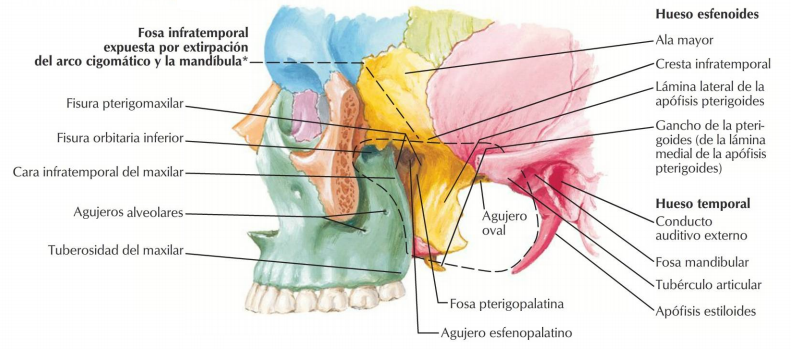 Fosa infratemporal
expuesta por extirpación
del arco cigomático y la mandíbula*
Fisura pterigomaxilar
Fisura orbitaria inferior
Cara infratemporal del maxilar
Agujeros alveolares
Tuberosidad del maxilar
Agujero
oval
Fosa pterigopalatina
Agujero esfenopalatino
Hueso esfenoides
Ala mayor
Cresta infratemporal
Lámina lateral de la
apófisis pterigoides
Gancho de la pteri-
goides (de la lámina
medial de la apófisis
pterigoides)
Hueso temporal
Conducto
auditivo externo
Fosa mandibular
Tubérculo articular
Apófisis estiloides